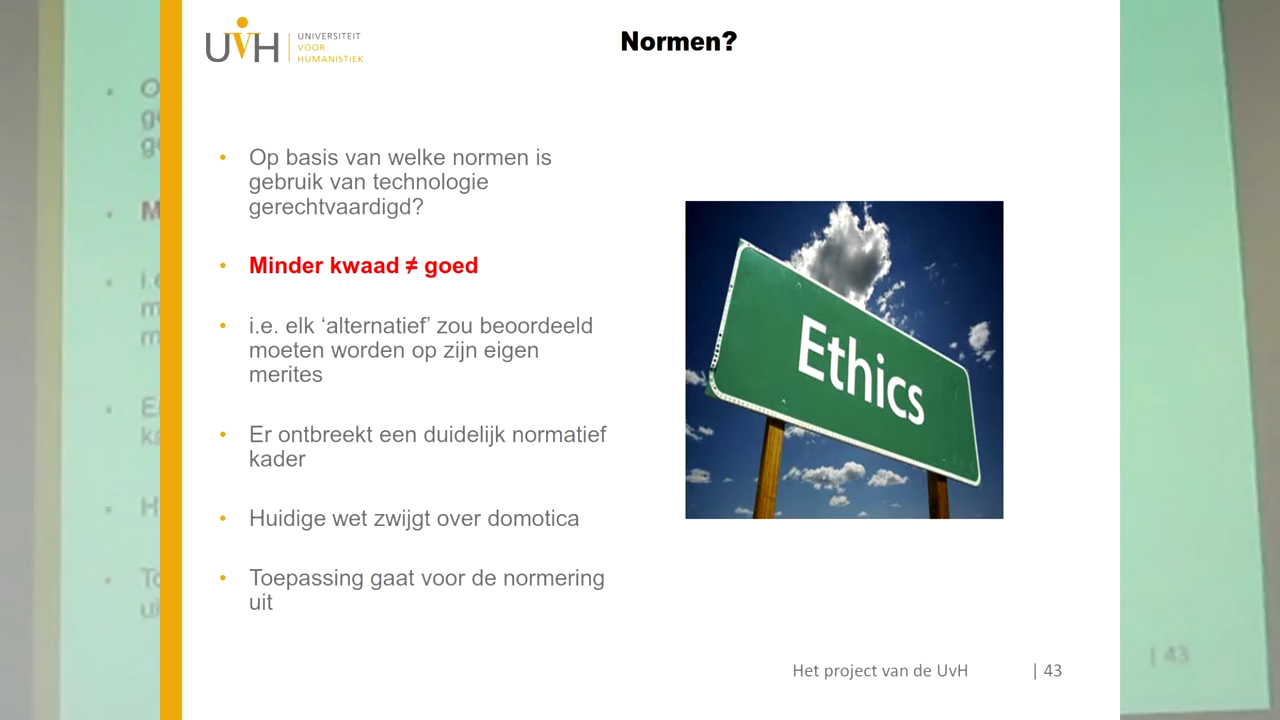 UvH
UNIVERSITEIT
VOOR
HUMANISTIEK
Normen?
• Op basis van welke normen is
gebruik van technologie
gerechtvaardigd?
• Minder kwaad ≠ goed
• i.e. elk ‘alternatief’ zou beoordeeld
moeten worden op zijn eigen
merites
• Er ontbreekt een duidelijk normatief
kader
• Huidige wet zwijgt over domotica
• Toepassing gaat voor de normering
uit
Ethics
Het project van de UvH | 43
| 43